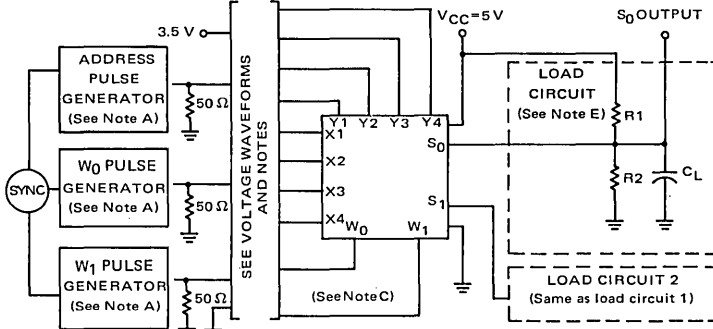 3.5 V
VCC=5 V
S0 OUTPUT
ADDRESS
PULSE
GENERATOR
(See Note A)
50 Ω
W0 PULSE
GENERATOR
(See Note A)
50 Ω
SYNC
W1 PULSE
GENERATOR
(See Note A)
50 Ω
SEE VOLTAGE WAVEFORMS
AND NOTES
Y1 Y2 Y3 Y4
X1
X2
X3
X4
W0
W1
S0
S1
(See Note C)
LOAD
CIRCUIT
(See Note E)
R1
R2
CL
LOAD CIRCUIT 2
(Same as load circuit 1)